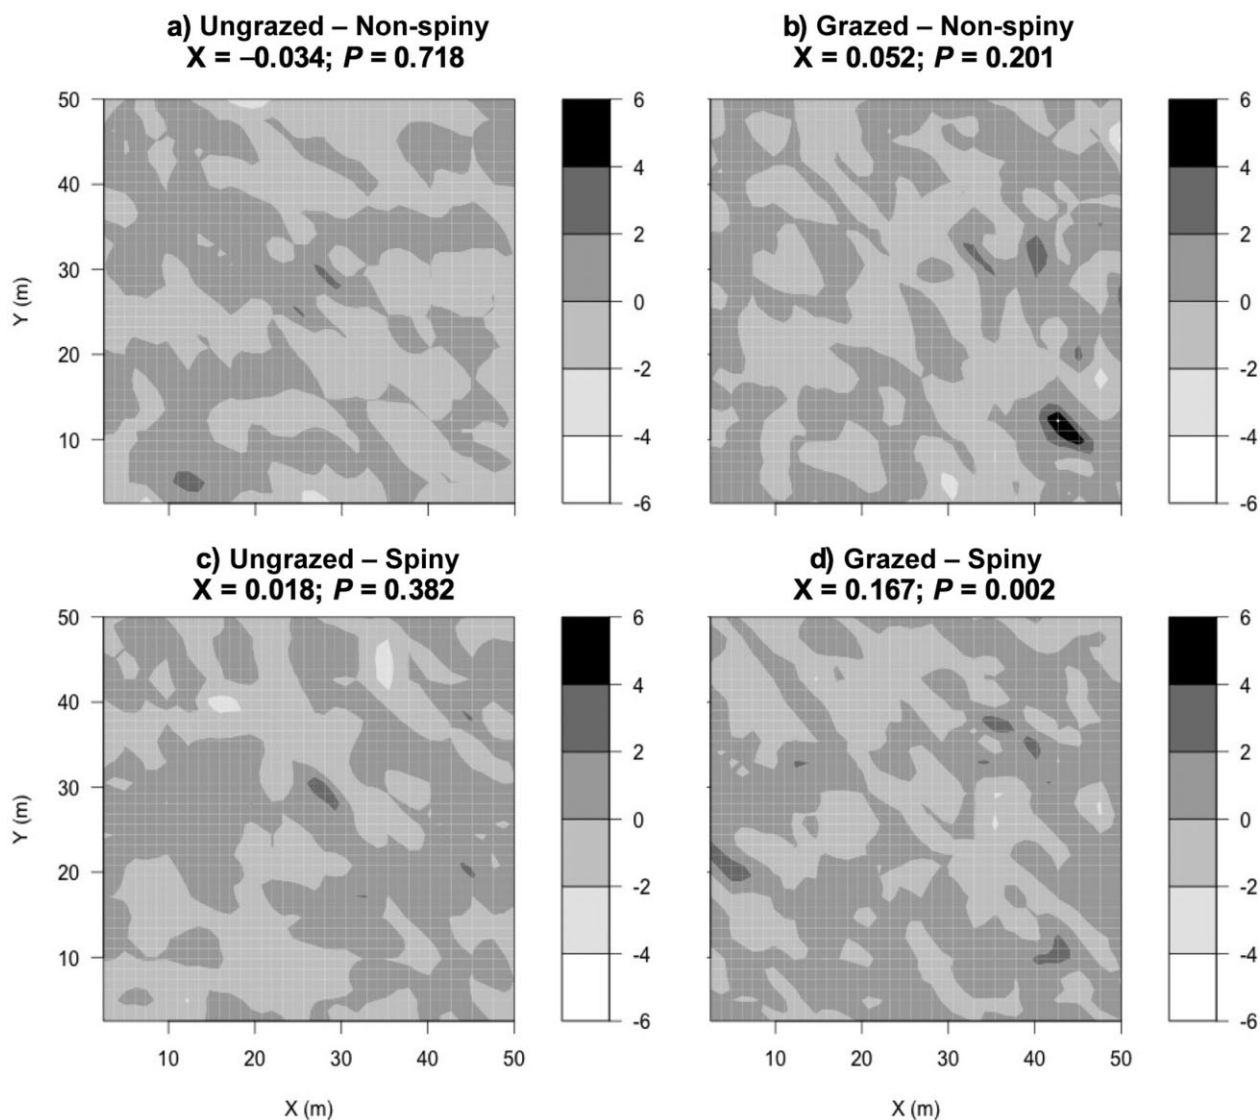 a) Ungrazed – Non-spiny
X = –0.034; P = 0.718
b) Grazed – Non-spiny
X = 0.052; P = 0.201
50
40
30
20
10
Y (m)
6
4
2
0
-2
-4
-6
6
4
2
0
-2
-4
-6
c) Ungrazed – Spiny
X = 0.018; P = 0.382
d) Grazed – Spiny
X = 0.167; P = 0.002
50
40
30
20
10
Y (m)
6
4
2
0
-2
-4
-6
6
4
2
0
-2
-4
-6
10 20 30 40 50
10 20 30 40 50
X (m)
X (m)